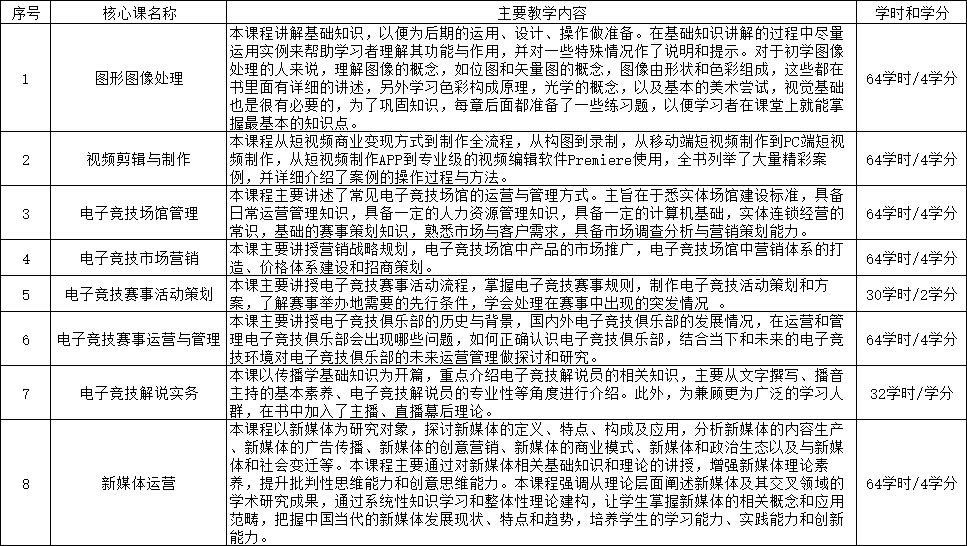 序号 核心课名称 主要教学内容 学时和学分
1 图形图像处理 64学时/4学分
本课程讲解基础知识，以便为后期的运用、设计、操作做准备。在基础知识讲解的过程中尽量
运用实例来帮助学习者理解其功能与作用，并对一些特殊情况作了说明和提示。对于初学图像
处理的人来说，理解图像的概念，如位图和矢量图的概念，图像由形状和色彩组成，这些都在
书里面有详细的讲述，另外学习色彩构成原理，光学的概念，以及基本的美术尝试，视觉基础
也是很有必要的，为了巩固知识，每章后面都准备了一些练习题，以便学习者在课堂上就能掌
握最基本的知识点。
2 视频剪辑与制作 64学时/4学分
本课程从短视频商业变现方式到制作全流程，从构图到录制，从移动端短视频制作到PC端短视
频制作，从短视频制作APP到专业级的视频编辑软件Premiere使用，全书列举了大量精彩案
例，并详细介绍了案例的操作过程与方法。
3 电子竞技场馆管理 64学时/4学分
本课程主要讲述了常见电子竞技场馆的运营与管理方式。主旨在于悉实体场馆建设标准，具备
日常运营管理知识，具备一定的人力资源管理知识，具备一定的计算机基础，实体连锁经营的
常识，基础的赛事策划知识，熟悉市场与客户需求，具备市场调查分析与营销策划能力。
4 电子竞技市场营销 64学时/4学分
本课主要讲授营销战略规划，电子竞技场馆中产品的市场推广，电子竞技场馆中营销体系的打
造、价格体系建设和招商策划。
5 电子竞技赛事活动策划 30学时/2学分
本课主要讲授电子竞技赛事活动流程，掌握电子竞技赛事规则，制作电子竞技活动策划和方
案，了解赛事举办地需要的先行条件，学会处理在赛事中出现的突发情况 。
6 电子竞技赛事运营与管理 64学时/4学分
本课主要讲授电子竞技俱乐部的历史与背景，国内外电子竞技俱乐部的发展情况，在运营和管
理电子竞技俱乐部会出现哪些问题，如何正确认识电子竞技俱乐部，结合当下和未来的电子竞
技环境对电子竞技俱乐部的未来运营管理做探讨和研究。
7 电子竞技解说实务 32学时/学分
本课以传播学基础知识为开篇，重点介绍电子竞技解说员的相关知识，主要从文字撰写、播音
主持的基本素养、电子竞技解说员的专业性等角度进行介绍。此外，为兼顾更为广泛的学习人
群，在书中加入了主播、直播幕后理论。
8 新媒体运营 64学时/4学分
本课程以新媒体为研究对象，探讨新媒体的定义、特点、构成及应用，分析新媒体的内容生产
、新媒体的广告传播、新媒体的创意营销、新媒体的商业模式、新媒体和政治生态以及与新媒
体和社会变迁等。本课程主要通过对新媒体相关基础知识和理论的讲授，增强新媒体理论素
养，提升批判性思维能力和创意思维能力。本课程强调从理论层面阐述新媒体及其交叉领域的
学术研究成果，通过系统性知识学习和整体性理论建构，让学生掌握新媒体的相关概念和应用
范畴，把握中国当代的新媒体发展现状、特点和趋势，培养学生的学习能力、实践能力和创新
能力。